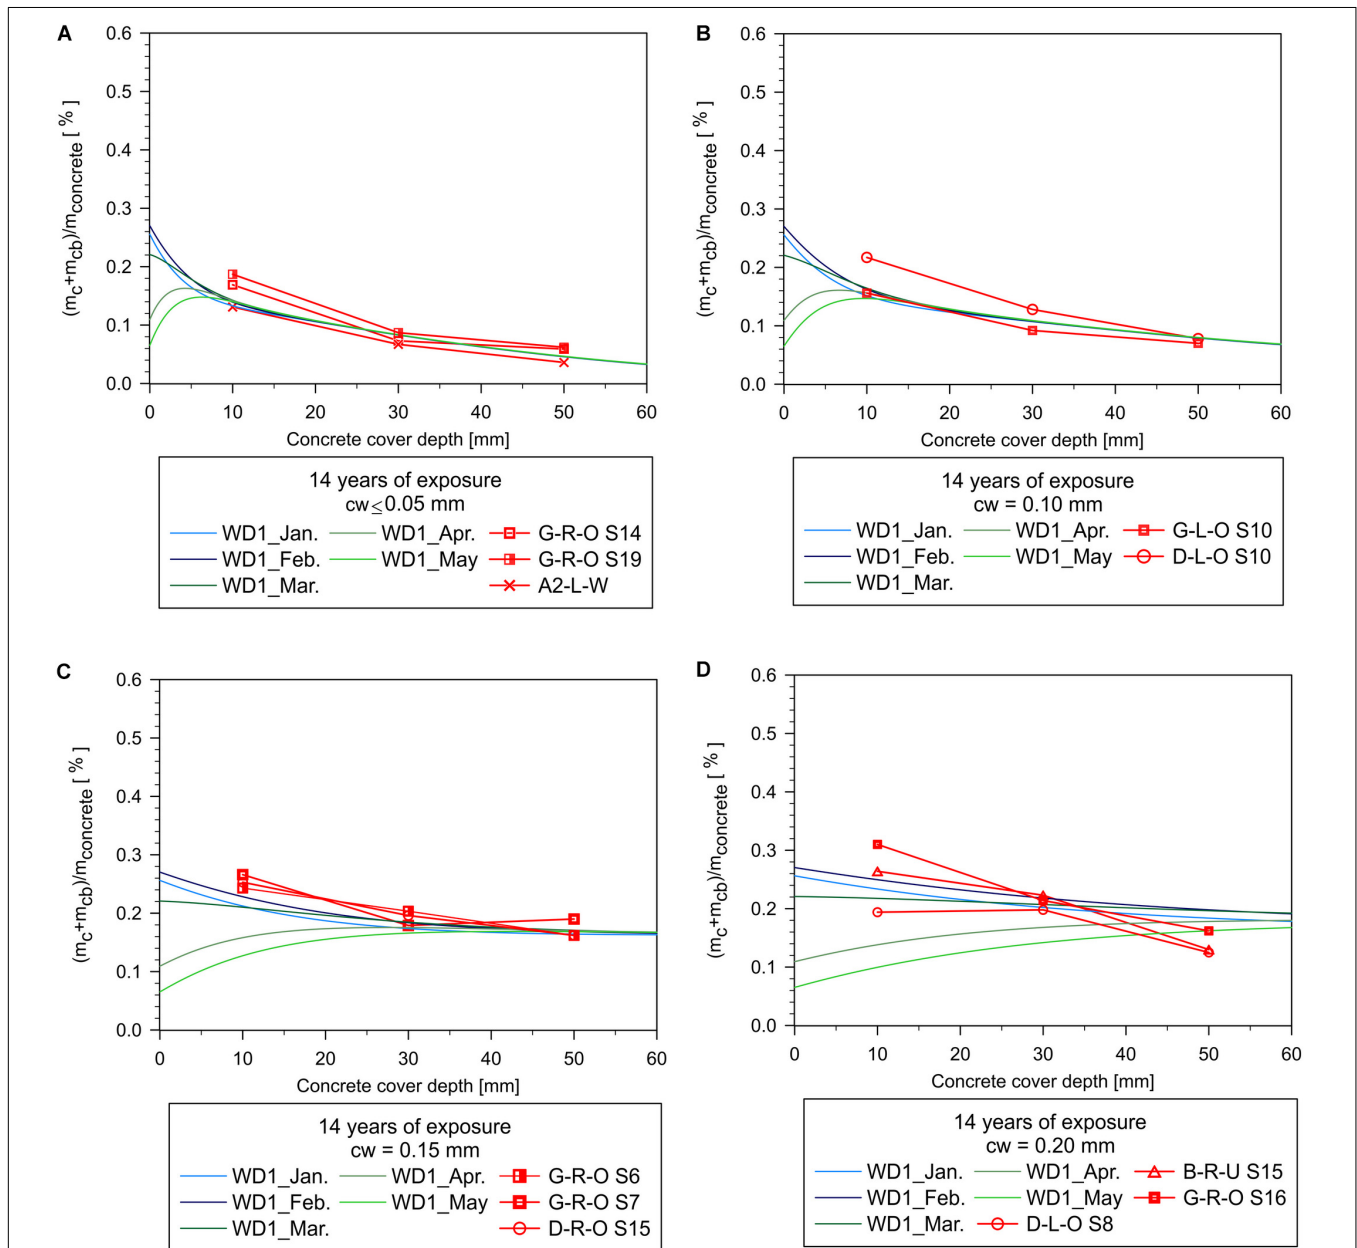 A
0.6
0.5
0.4
0.3
0.2
0.1
0.0
(mc+mcb)/mconcrete [ % ]
0 10 20 30 40 50 60
Concrete cover depth [mm]
14 years of exposure
cw≤0.05 mm
WD1_Jan. WD1_Apr. G-R-O S14
WD1_Feb. WD1_May G-R-O S19
WD1_Mar. A2-L-W
B
0.6
0.5
0.4
0.3
0.2
0.1
0.0
(mc+mcb)/mconcrete [ % ]
0 10 20 30 40 50 60
Concrete cover depth [mm]
14 years of exposure
cw = 0.10 mm
WD1_Jan. WD1_Apr. G-L-O S10
WD1_Feb. WD1_May D-L-O S10
WD1_Mar.
C
0.6
0.5
0.4
0.3
0.2
0.1
0.0
(mc+mcb)/mconcrete [ % ]
0 10 20 30 40 50 60
Concrete cover depth [mm]
14 years of exposure
cw = 0.15 mm
WD1_Jan. WD1_Apr. G-R-O S6
WD1_Feb. WD1_May G-R-O S7
WD1_Mar. D-R-O S15
D
0.6
0.5
0.4
0.3
0.2
0.1
0.0
(mc+mcb)/mconcrete [ % ]
0 10 20 30 40 50 60
Concrete cover depth [mm]
14 years of exposure
cw = 0.20 mm
WD1_Jan. WD1_Apr. B-R-U S15
WD1_Feb. WD1_May G-R-O S16
WD1_Mar. D-L-O S8